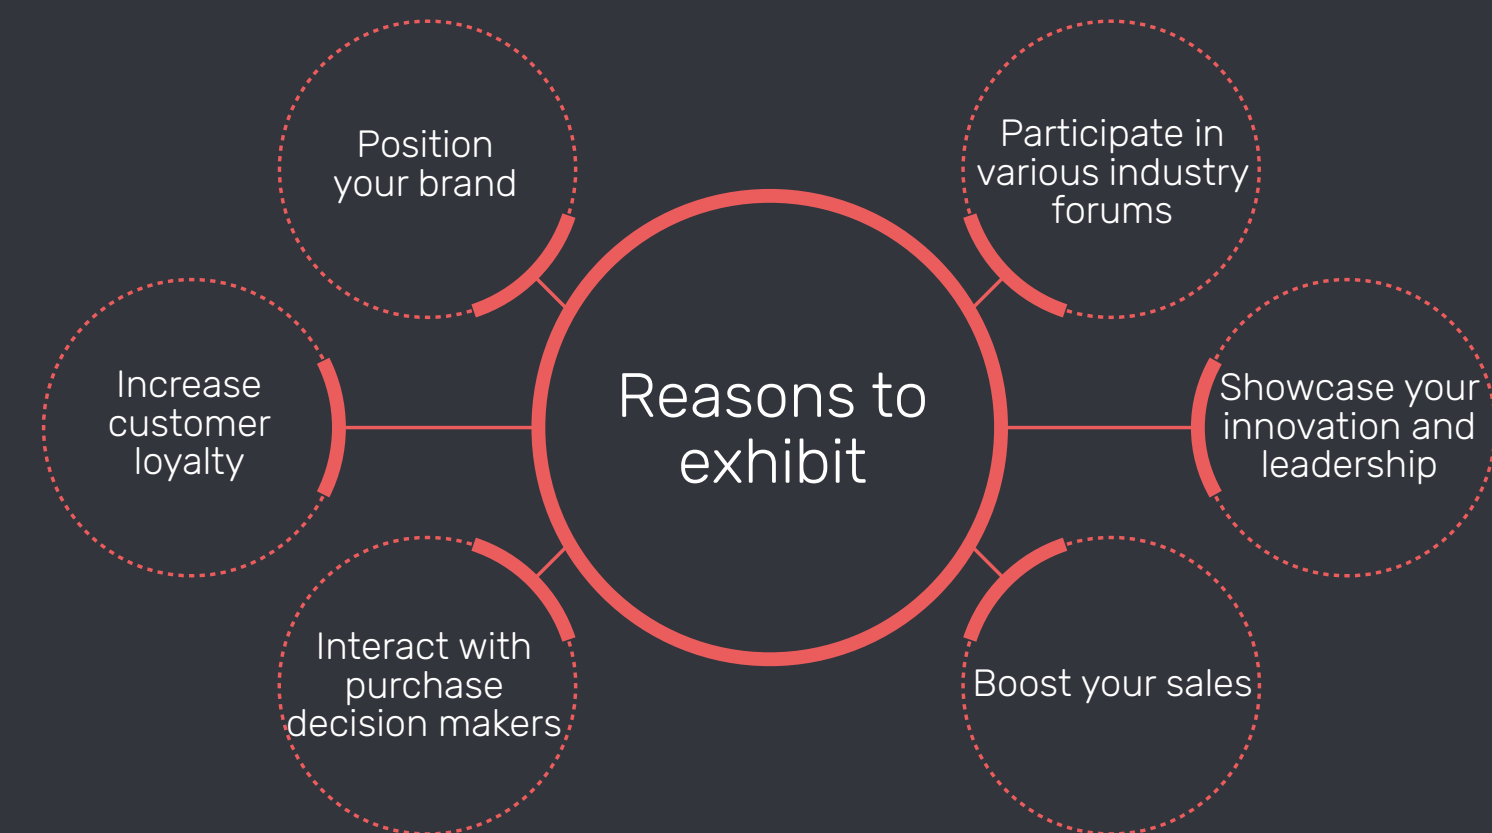 Position
your brand
Participate in
various industry
forums
Increase
customer
loyalty
Reasons to
exhibit
Showcase your
innovation and
leadership
Interact with
purchase
decision makers
Boost your sales